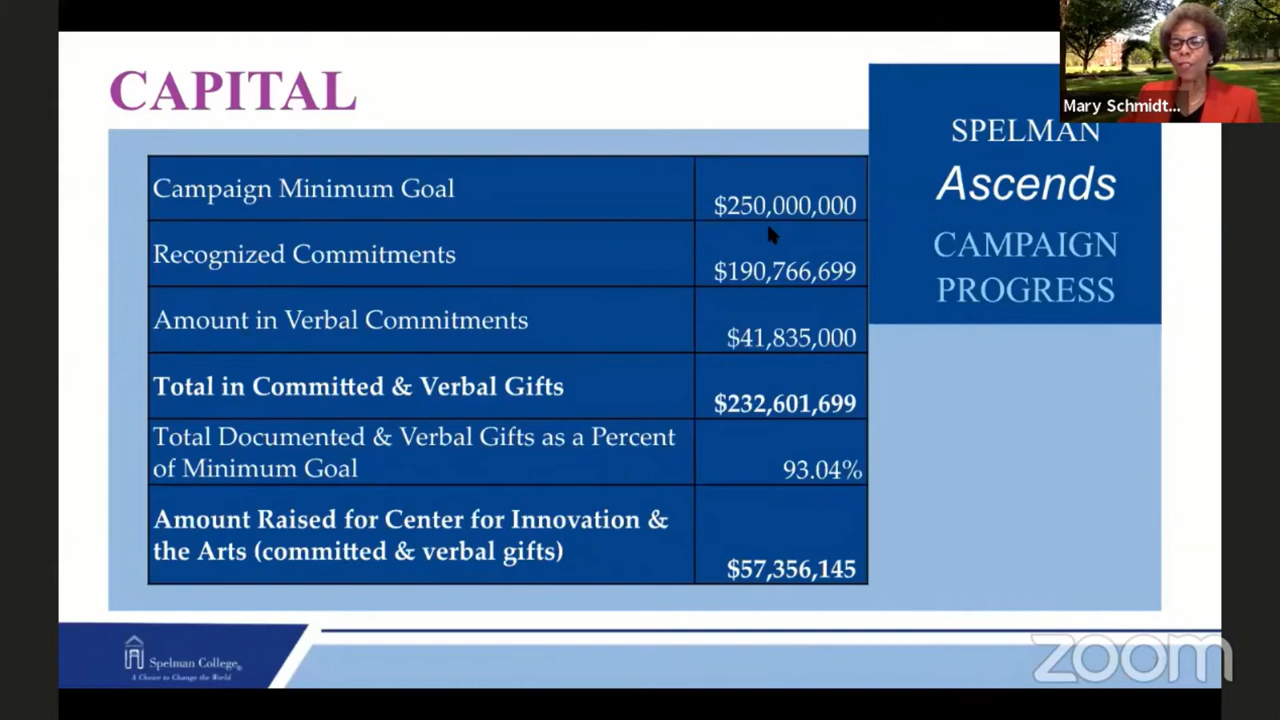 CAPITAL
Mary Schmidt...
SPELMAN
Ascends
CAMPAIGN
PROGRESS
Campaign Minimum Goal
$250,000,000
Recognized Commitments
$190,766,699
Amount in Verbal Commitments
$41,835,000
Total in Committed & Verbal Gifts
$232,601,699
Total Documented & Verbal Gifts as a Percent
of Minimum Goal
93.04%
Amount Raised for Center for Innovation &
the Arts (committed & verbal gifts)
$57,356,145
Spelman College®
A Choice to Change the World
zoom